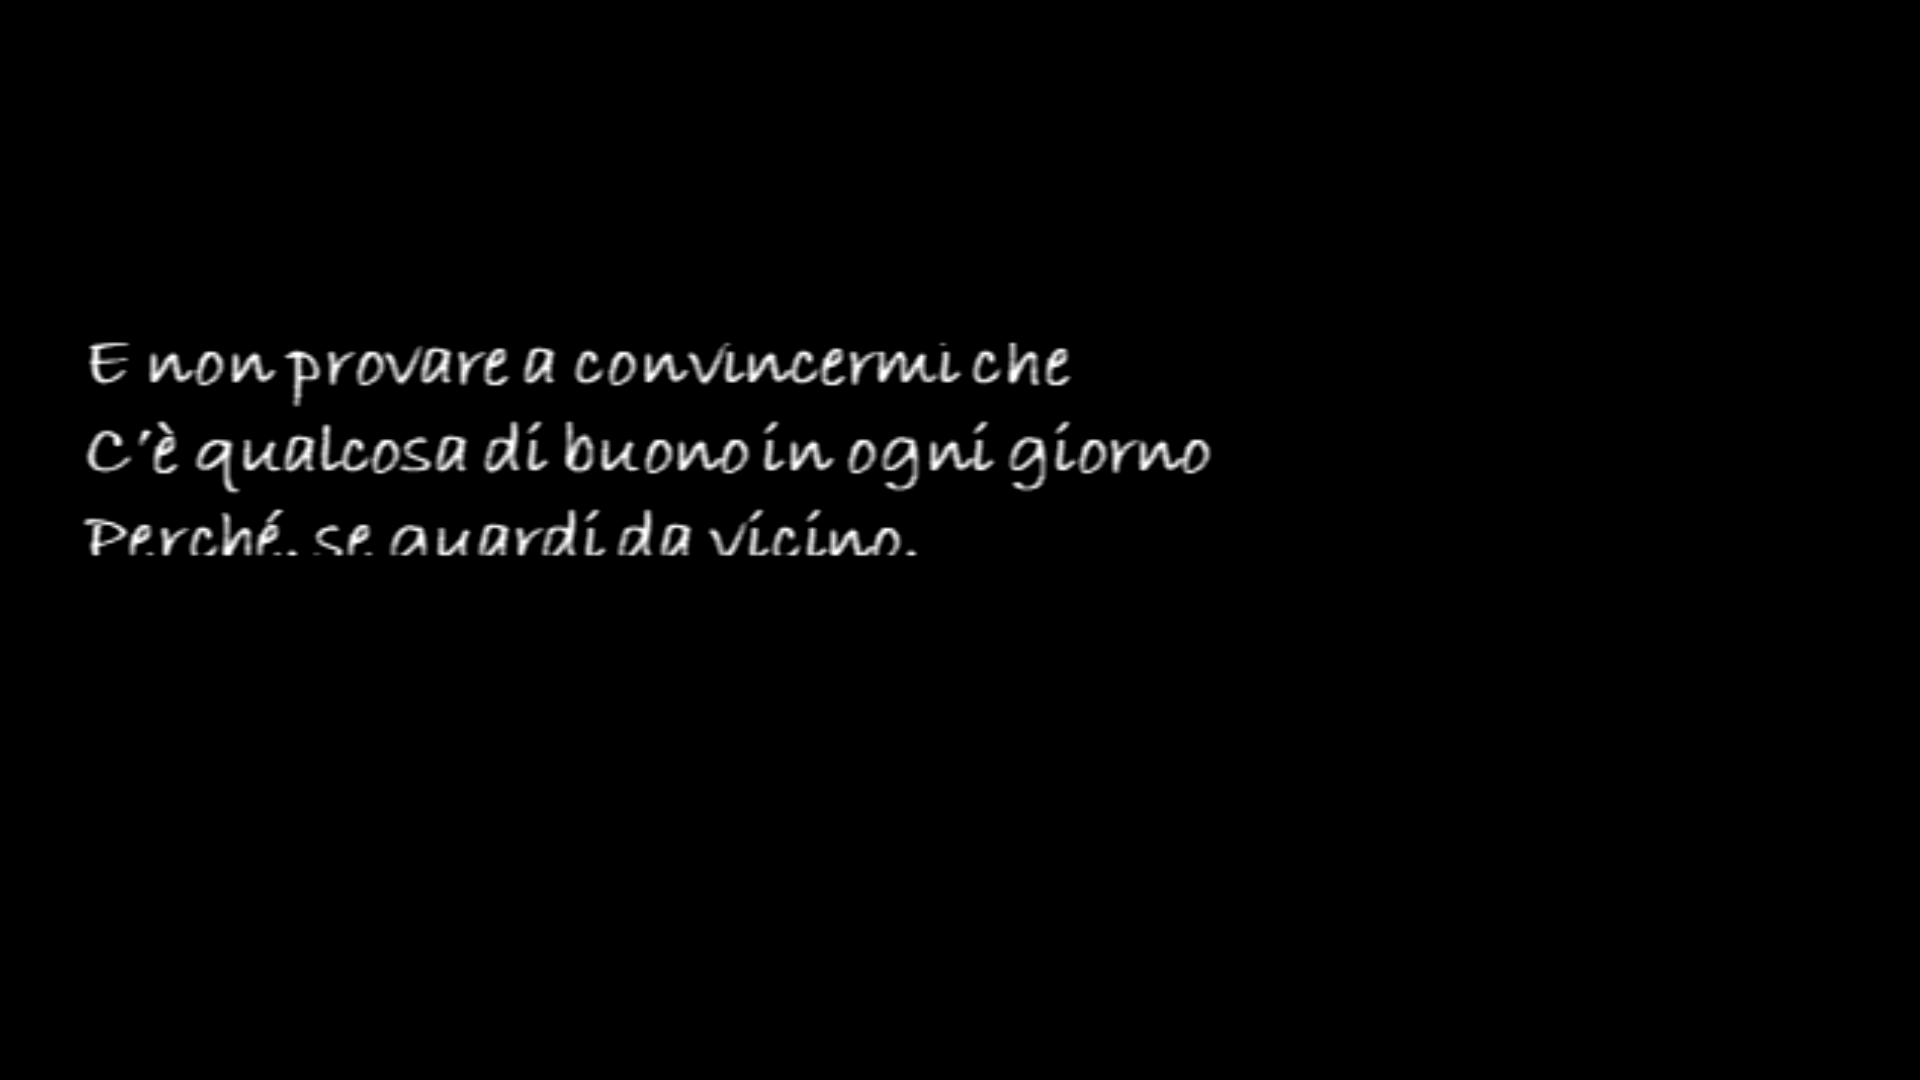 E non provare a convincermi che
C'è qualcosa di buono in ogni giorno
Perché, se guardi da vicino,